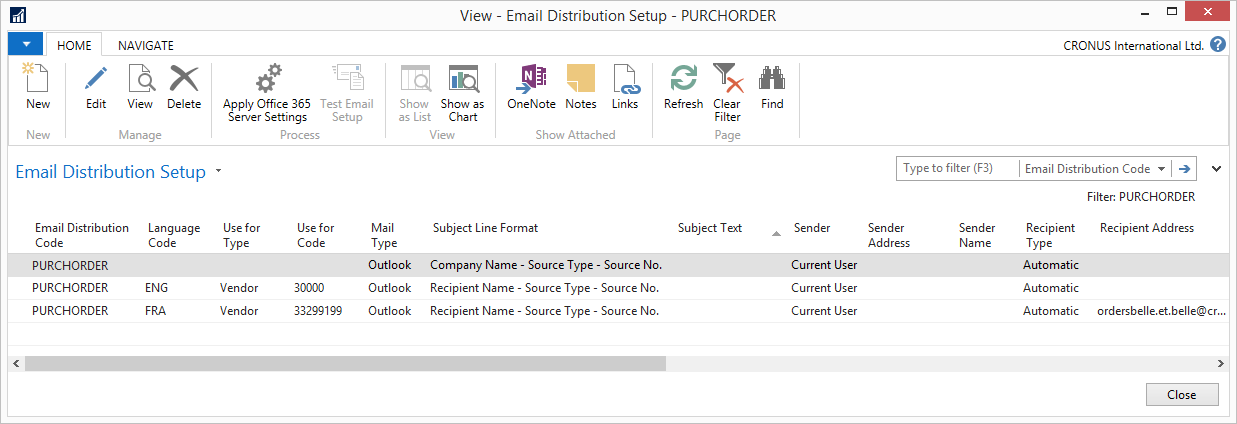 View - Email Distribution Setup - PURCHORDER
HOME NAVIGATE CRONUS International Ltd. ?
New Edit View Delete Apply Office 365 Server Settings Test Email Setup Show as List Show as Chart OneNote Notes Links Refresh Clear Filter Find
New Manage Process View Show Attached Page
Email Distribution Setup Type to filter (F3) Email Distribution Code
Filter: PURCHORDER
Email Distribution Code Language Code Use for Type Use for Code Mail Type Subject Line Format Subject Text Sender Sender Address Sender Name Recipient Type Recipient Address
PURCHORDER Outlook Company Name - Source Type - Source No. Current User Automatic
PURCHORDER ENG Vendor 30000 Outlook Recipient Name - Source Type - Source No. Current User Automatic
PURCHORDER FRA Vendor 33299199 Outlook Recipient Name - Source Type - Source No. Current User Automatic ordersbelle.et.belle@cr...
Close